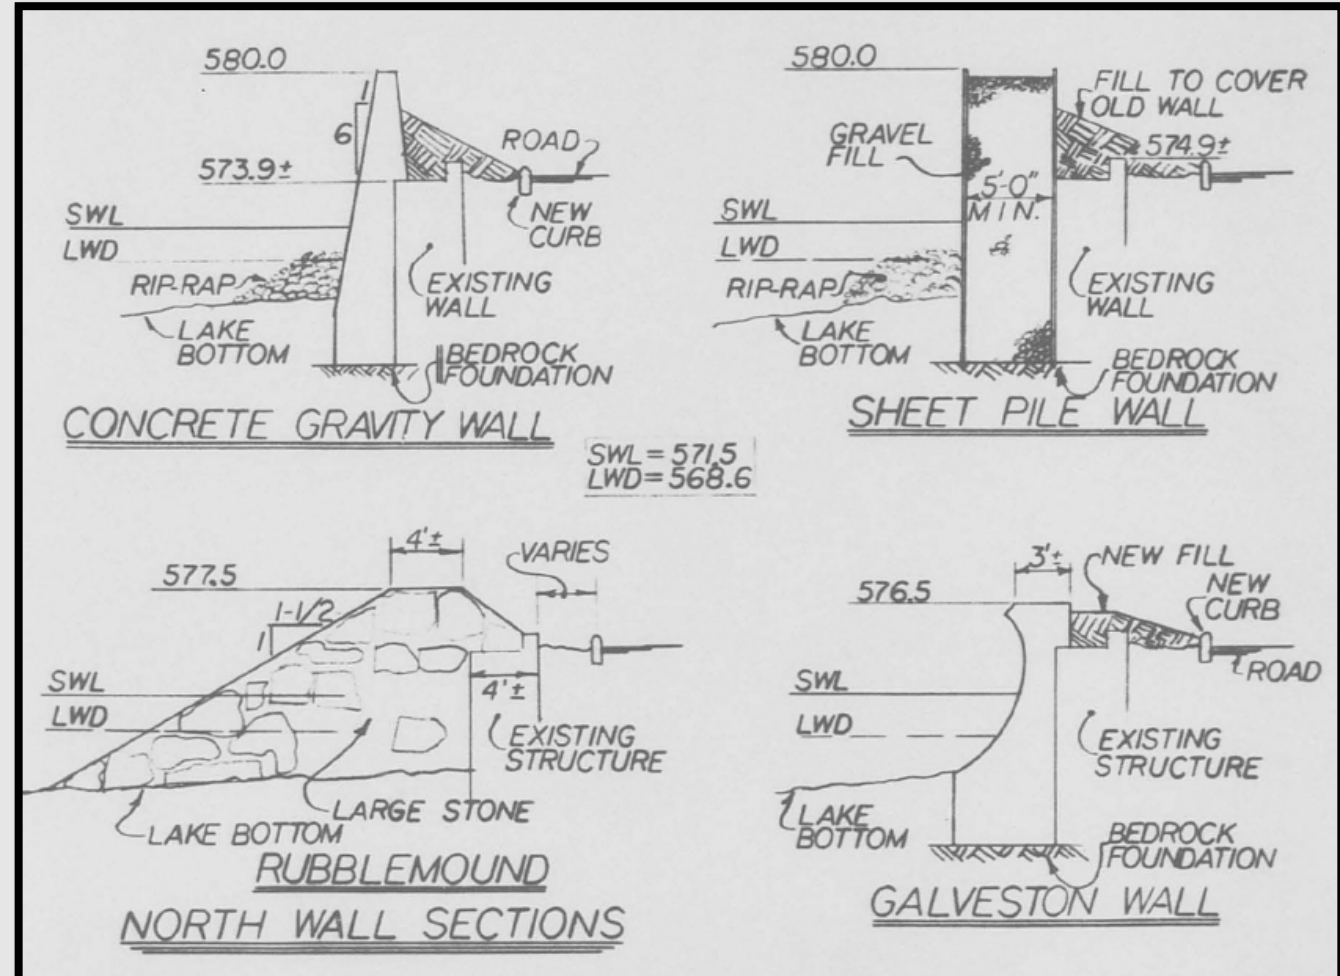 580.0
1
6
573.9±
ROAD
SWL
LWD
NEW
CURB
RIP-RAP
EXISTING
WALL
LAKE
BOTTOM
BEDROCK
FOUNDATION
CONCRETE GRAVITY WALL
580.0
FILL TO COVER
OLD WALL
GRAVEL
FILL
574.9±
5'-0"
MIN.
SWL
LWD
RIP-RAP
EXISTING
WALL
LAKE
BOTTOM
BEDROCK
FOUNDATION
SHEET PILE WALL
SWL = 571.5
LWD = 568.6
4'±
VARIES
577.5
1-1/2
1
SWL
4'±
LWD
EXISTING
STRUCTURE
LARGE STONE
LAKE BOTTOM
RUBBLEMOUND
NORTH WALL SECTIONS
3'±
NEW FILL
576.5
NEW
CURB
ROAD
SWL
LWD
EXISTING
STRUCTURE
LAKE
BOTTOM
BEDROCK
FOUNDATION
GALVESTON WALL